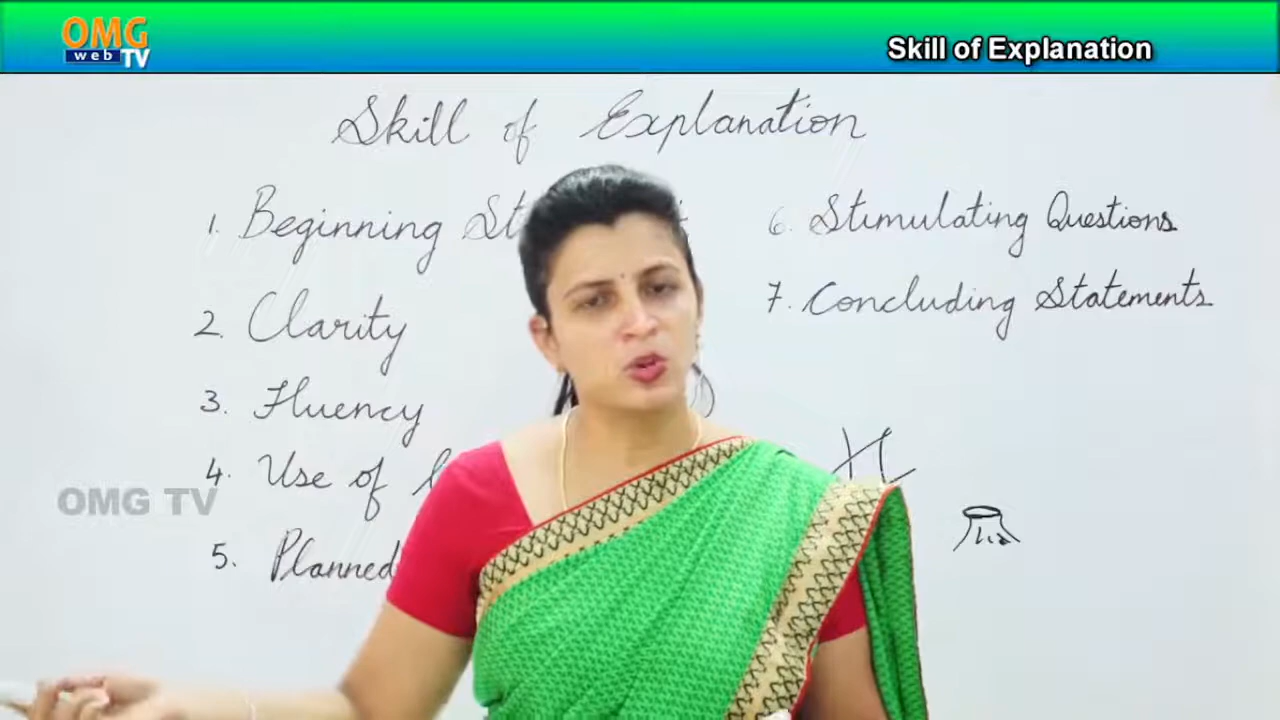 OMG
web TV
Skill of Explanation
Skill of Explanation
1. Beginning
2. Clarity
3. Fluency
4. Use of
5. Planned
6. Stimulating Questions
7. Concluding Statements
OMG TV